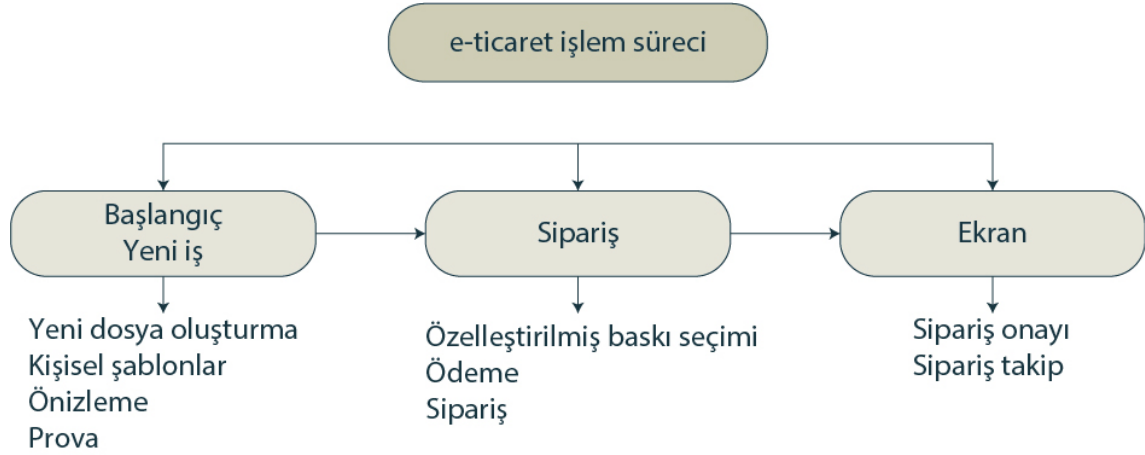 e-ticaret işlem süreci
Başlangıç
Yeni iş
Sipariş
Ekran
Yeni dosya oluşturma
Kişisel şablonlar
Önizleme
Prova
Özelleştirilmiş baskı seçimi
Ödeme
Sipariş
Sipariş onayı
Sipariş takip